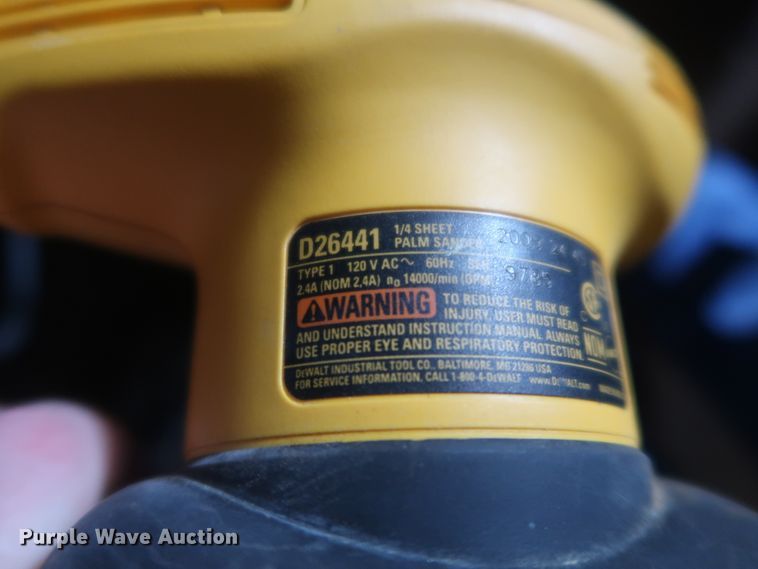 D26441 1/4 SHEET
PALM SANDER 2003 24
TYPE 1 120 V AC~ 60Hz 9785
2.4A (NOM 2,4A) n₀ 14000/min (OPM
WARNING TO REDUCE THE RISK OF
INJURY, USER MUST READ
AND UNDERSTAND INSTRUCTION MANUAL. ALWAYS
USE PROPER EYE AND RESPIRATORY PROTECTION.
NOM
DEWALT INDUSTRIAL TOOL CO., BALTIMORE, MD 21286 USA
FOR SERVICE INFORMATION, CALL 1-800-4-DEWALT www.DEWALT.com
Purple Wave Auction